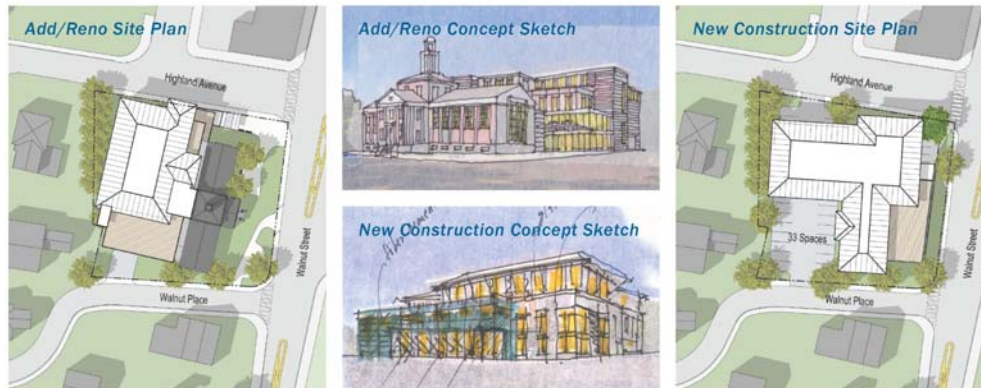 Add/Reno Site Plan
Highland Avenue
Walnut Street
Walnut Place
Add/Reno Concept Sketch
New Construction Concept Sketch
New Construction Site Plan
Highland Avenue
33 Spaces
Walnut Street
Walnut Place